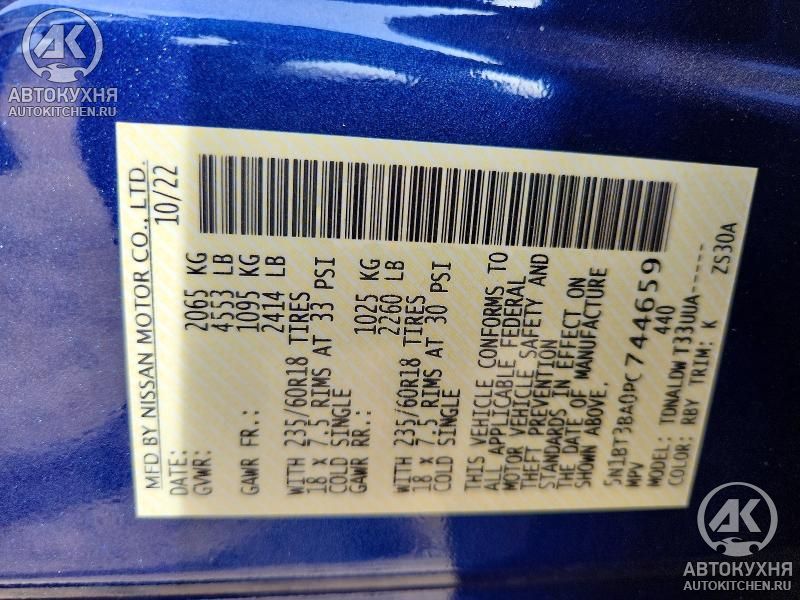 АК
АВТОКУХНЯ
AUTOKITCHEN.RU
MFD BY NISSAN MOTOR CO., LTD.
DATE: 10/22
GVWR: 2065 KG
4553 LB
GAWR FR.: 1095 KG
2414 LB
WITH 235/60R18 TIRES
18 x 7.5 RIMS AT 33 PSI
COLD SINGLE
GAWR RR.: 1025 KG
2260 LB
WITH 235/60R18 TIRES
18 x 7.5 RIMS AT 30 PSI
COLD SINGLE
THIS VEHICLE CONFORMS TO
ALL APPLICABLE FEDERAL
MOTOR VEHICLE SAFETY AND
THEFT PREVENTION
STANDARDS IN EFFECT ON
THE DATE OF MANUFACTURE
SHOWN ABOVE.
5N1BT3BA0PC744659
MPV 440
MODEL: TDNALDWT33UUA-----
COLOR: RBY TRIM: K ZS30A
АК
АВТОКУХНЯ
AUTOKITCHEN.RU